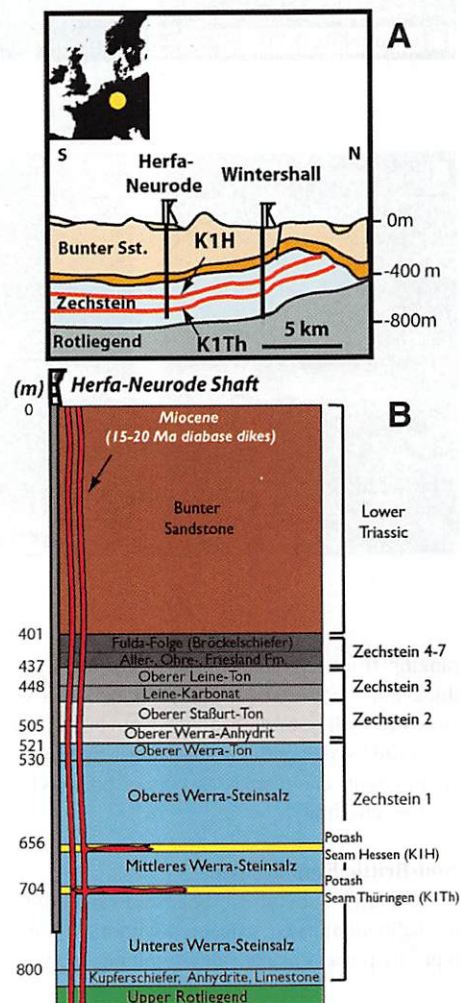 A
S
N
Herfa-
Neurode
Wintershall
0m
Bunter Sst.
K1H
-400 m
Zechstein
-800m
Rotliegend
K1Th
5 km
(m)
Herfa-Neurode Shaft
B
0
Miocene
(15-20 Ma diabase dikes)
Bunter
Sandstone
Lower
Triassic
401
Fulda-Folge (Bröckelschiefer)
Aller-, Ohre-, Friesland Fm.
Zechstein 4-7
437
Oberer Leine-Ton
448
Leine-Karbonat
Zechstein 3
Oberer Staßurt-Ton
Zechstein 2
505
Oberer Werra-Anhydrit
521
Oberer Werra-Ton
530
Oberes Werra-Steinsalz
Zechstein 1
656
Potash
Seam Hessen (K1H)
Mittleres Werra-Steinsalz
704
Potash
Seam Thüringen (K1Th)
Unteres Werra-Steinsalz
800
Kupferschiefer, Anhydrite, Limestone
Upper Rotliegend